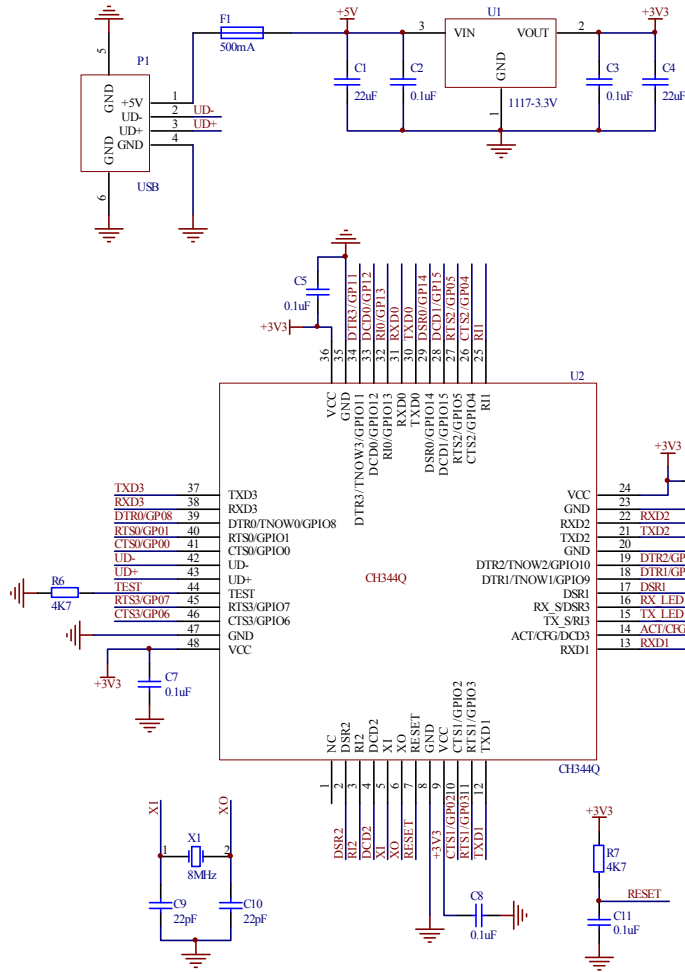 F1
500mA
+5V
U1
+3V3
3
VIN
VOUT
2
GND
1
1117-3.3V
C1
22uF
C2
0.1uF
C3
0.1uF
C4
22uF
5
P1
GND
+5V
UD-
UD+
GND
GND
1
2
3
4
UD-
UD+
6
USB
C5
0.1uF
+3V3
DTR3/GP11
DCD0/GP12
RI0/GP13
RXD0
TXD0
DSR0/GP14
DCD1/GP15
RTS2/GP05
CTS2/GP04
RI1
36
35
34
33
32
31
30
29
28
27
26
25
U2
VCC
GND
DTR3/TNOW3/GPIO11
DCD0/GPIO12
RI0/GPIO13
RXD0
TXD0
DSR0/GPIO14
DCD1/GPIO15
RTS2/GPIO5
CTS2/GPIO4
RI1
TXD3 37 TXD3
RXD3 38 RXD3
DTR0/GP08 39 DTR0/TNOW0/GPIO8
RTS0/GP01 40 RTS0/GPIO1
CTS0/GP00 41 CTS0/GPIO0
UD- 42 UD-
UD+ 43 UD+
TEST 44 TEST
RTS3/GP07 45 RTS3/GPIO7
CTS3/GP06 46 CTS3/GPIO6
47 GND
48 VCC
R6
4K7
+3V3
C7
0.1uF
CH344Q
+3V3
VCC 24
GND 23
RXD2 22 RXD2
TXD2 21 TXD2
GND 20
DTR2/TNOW2/GPIO10 19 DTR2/GP
DTR1/TNOW1/GPIO9 18 DTR1/GP
DSR1 17 DSR1
RX_S/DSR3 16 RX_LED
TX_S/RI3 15 TX_LED
ACT/CFG/DCD3 14 ACT/CFG
RXD1 13 RXD1
NC
DSR2
RI2
DCD2
XI
XO
RESET
GND
VCC
CTS1/GPIO2
RTS1/GPIO3
TXD1
CH344Q
1
2
3
4
5
6
7
8
9
10
11
12
DSR2
RI2
DCD2
XI
XO
RESET
+3V3
CTS1/GP02
RTS1/GP03
TXD1
XI
XO
X1
1
2
8MHz
C9
22pF
C10
22pF
C8
0.1uF
+3V3
R7
4K7
RESET
C11
0.1uF